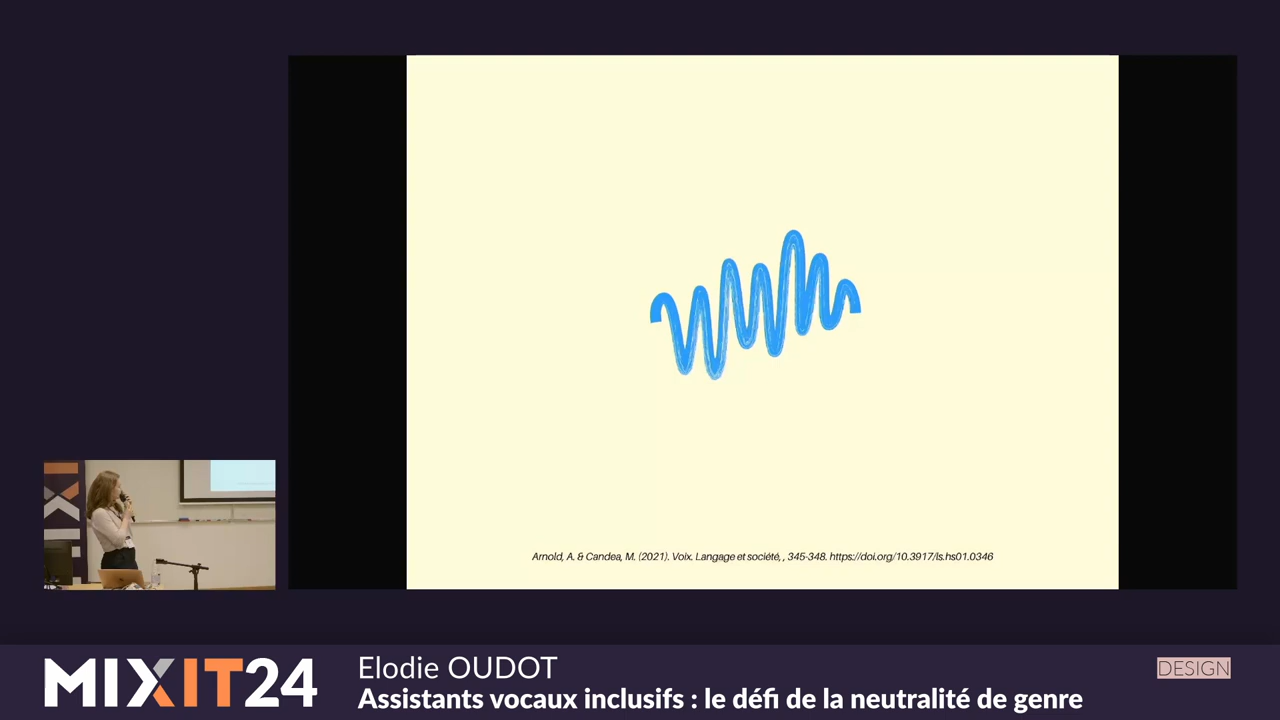 Arnold, A. & Candea, M. (2021). Voix. Langage et société, , 345-348. https://doi.org/10.3917/ls.hs01.0346
MIXIT24
Elodie OUDOT
Assistants vocaux inclusifs : le défi de la neutralité de genre
DESIGN